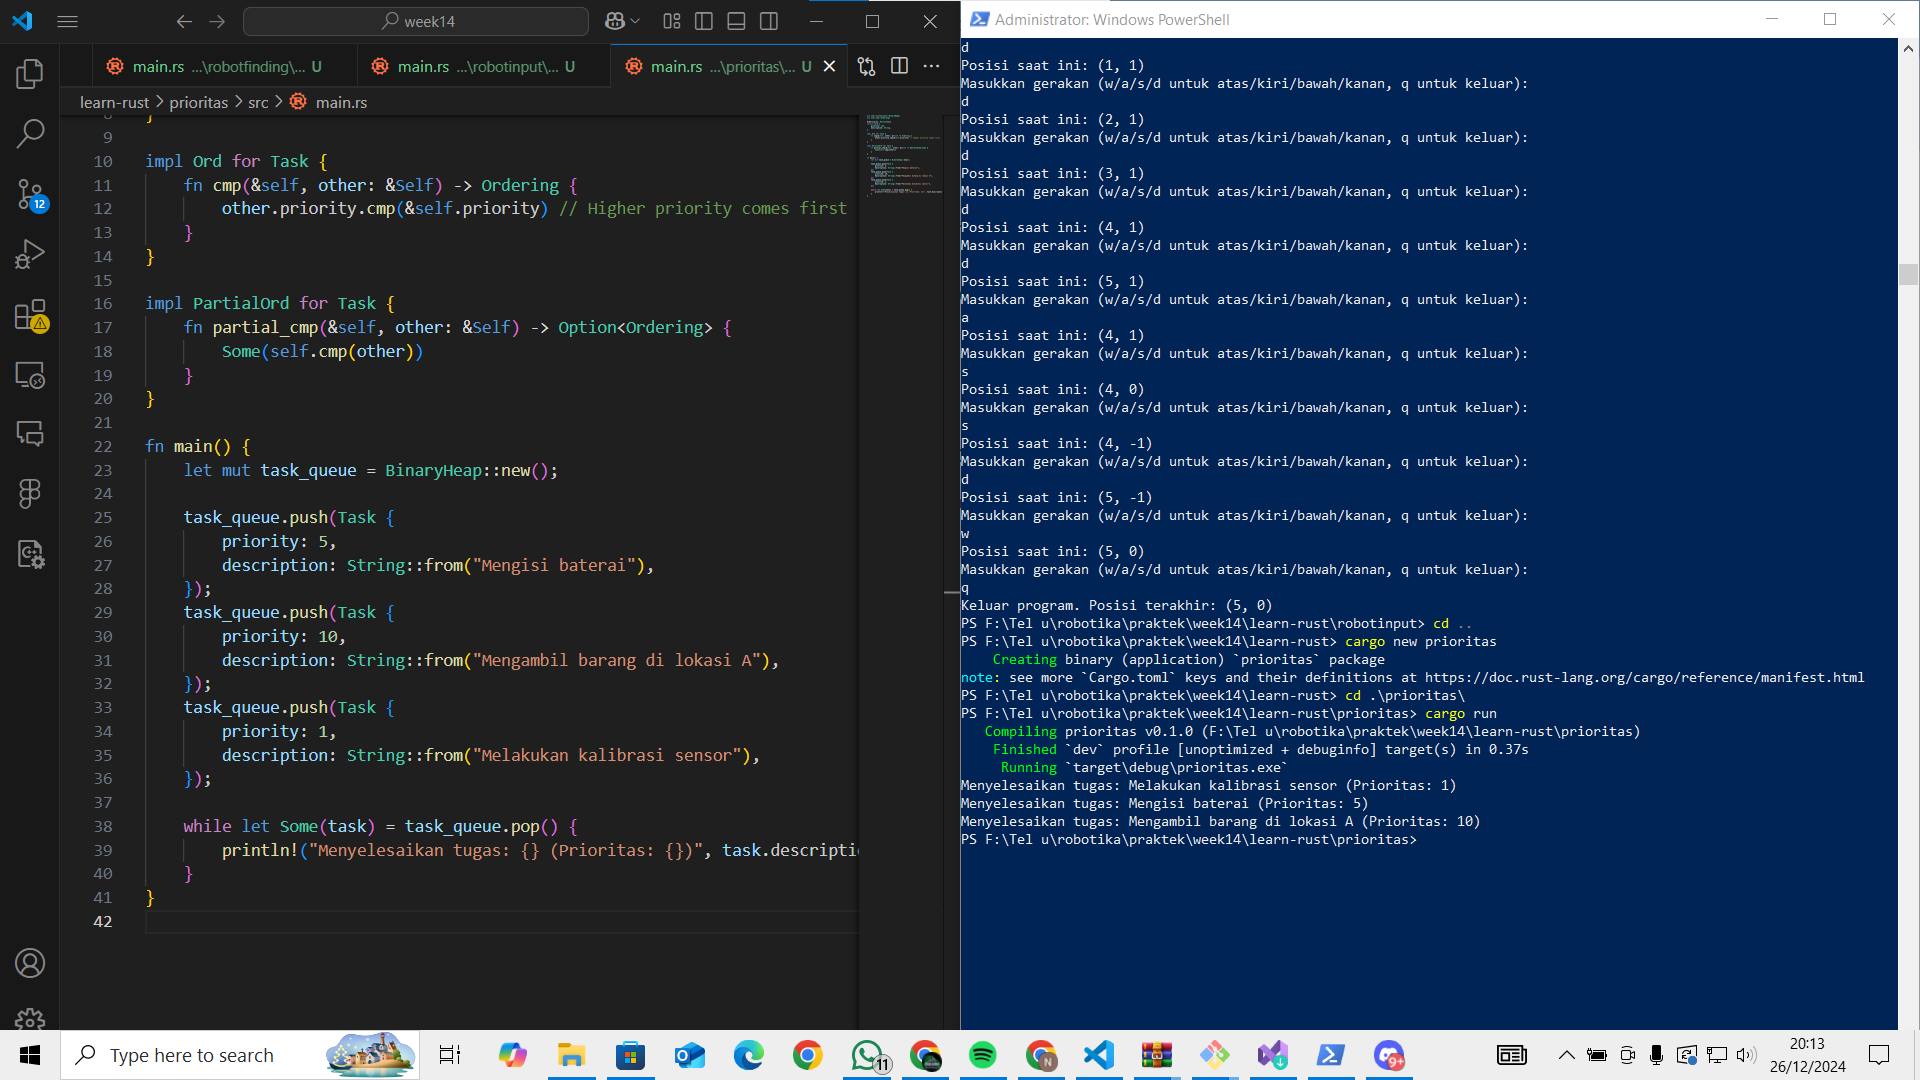 week14
main.rs ...\robotfinding\... U
main.rs ...\robotinput\... U
main.rs ...\prioritas\... U
learn-rust > prioritas > src > main.rs
8 }
9
10 impl Ord for Task {
11 fn cmp(&self, other: &Self) -> Ordering {
12 other.priority.cmp(&self.priority) // Higher priority comes first
13 }
14 }
15
16 impl PartialOrd for Task {
17 fn partial_cmp(&self, other: &Self) -> Option<Ordering> {
18 Some(self.cmp(other))
19 }
20 }
21
22 fn main() {
23 let mut task_queue = BinaryHeap::new();
24
25 task_queue.push(Task {
26 priority: 5,
27 description: String::from("Mengisi baterai"),
28 });
29 task_queue.push(Task {
30 priority: 10,
31 description: String::from("Mengambil barang di lokasi A"),
32 });
33 task_queue.push(Task {
34 priority: 1,
35 description: String::from("Melakukan kalibrasi sensor"),
36 });
37
38 while let Some(task) = task_queue.pop() {
39 println!("Menyelesaikan tugas: {} (Prioritas: {})", task.descripti
40 }
41 }
42
12
Administrator: Windows PowerShell
d
Posisi saat ini: (1, 1)
Masukkan gerakan (w/a/s/d untuk atas/kiri/bawah/kanan, q untuk keluar):
d
Posisi saat ini: (2, 1)
Masukkan gerakan (w/a/s/d untuk atas/kiri/bawah/kanan, q untuk keluar):
d
Posisi saat ini: (3, 1)
Masukkan gerakan (w/a/s/d untuk atas/kiri/bawah/kanan, q untuk keluar):
d
Posisi saat ini: (4, 1)
Masukkan gerakan (w/a/s/d untuk atas/kiri/bawah/kanan, q untuk keluar):
d
Posisi saat ini: (5, 1)
Masukkan gerakan (w/a/s/d untuk atas/kiri/bawah/kanan, q untuk keluar):
a
Posisi saat ini: (4, 1)
Masukkan gerakan (w/a/s/d untuk atas/kiri/bawah/kanan, q untuk keluar):
s
Posisi saat ini: (4, 0)
Masukkan gerakan (w/a/s/d untuk atas/kiri/bawah/kanan, q untuk keluar):
s
Posisi saat ini: (4, -1)
Masukkan gerakan (w/a/s/d untuk atas/kiri/bawah/kanan, q untuk keluar):
d
Posisi saat ini: (5, -1)
Masukkan gerakan (w/a/s/d untuk atas/kiri/bawah/kanan, q untuk keluar):
w
Posisi saat ini: (5, 0)
Masukkan gerakan (w/a/s/d untuk atas/kiri/bawah/kanan, q untuk keluar):
q
Keluar program. Posisi terakhir: (5, 0)
PS F:\Tel u\robotika\praktek\week14\learn-rust\robotinput> cd ..
PS F:\Tel u\robotika\praktek\week14\learn-rust> cargo new prioritas
Creating binary (application) `prioritas` package
note: see more `Cargo.toml` keys and their definitions at https://doc.rust-lang.org/cargo/reference/manifest.html
PS F:\Tel u\robotika\praktek\week14\learn-rust> cd .\prioritas\
PS F:\Tel u\robotika\praktek\week14\learn-rust\prioritas> cargo run
Compiling prioritas v0.1.0 (F:\Tel u\robotika\praktek\week14\learn-rust\prioritas)
Finished `dev` profile [unoptimized + debuginfo] target(s) in 0.37s
Running `target\debug\prioritas.exe`
Menyelesaikan tugas: Melakukan kalibrasi sensor (Prioritas: 1)
Menyelesaikan tugas: Mengisi baterai (Prioritas: 5)
Menyelesaikan tugas: Mengambil barang di lokasi A (Prioritas: 10)
PS F:\Tel u\robotika\praktek\week14\learn-rust\prioritas>
Type here to search
11
N
9+
20:13
26/12/2024